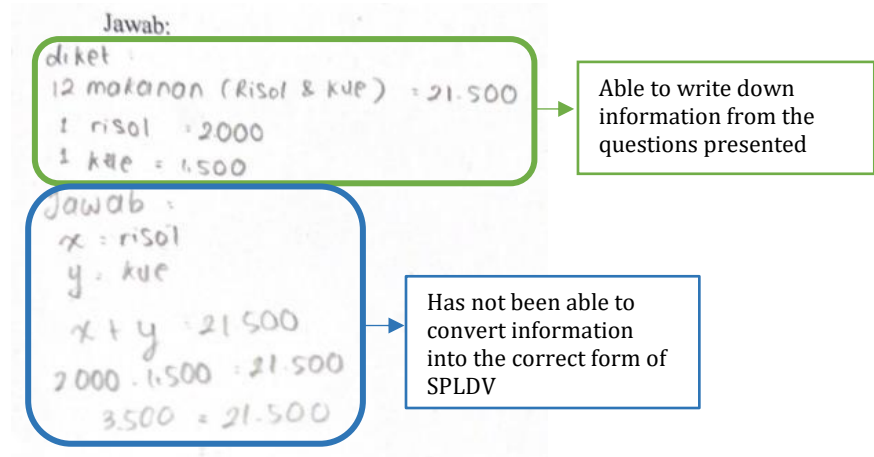 Jawab:
diket :
12 makanan (Risol & kue) = 21.500
1 risol = 2000
1 kue = 1.500
Able to write down
information from the
questions presented
Jawab :
x = risol
y = kue
x + y = 21500
2000 . 1.500 = 21.500
3.500 = 21.500
Has not been able to
convert information
into the correct form of
SPLDV